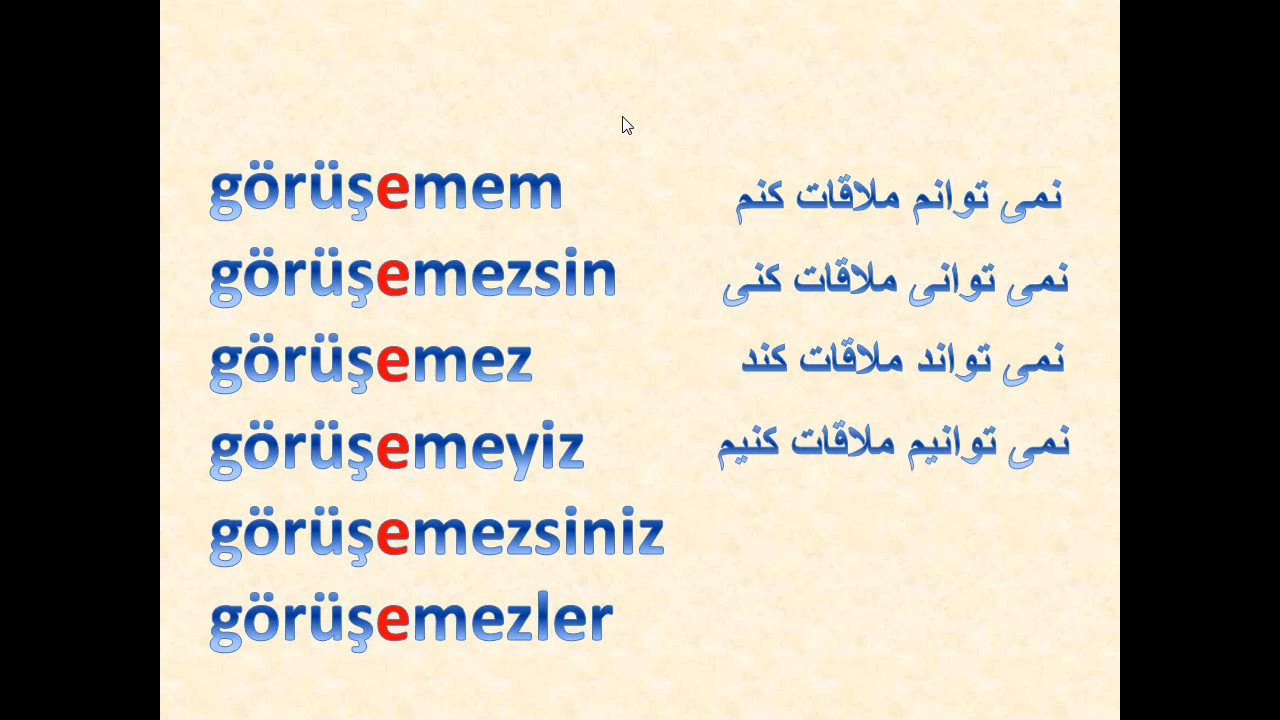 görüşemem نمی توانم ملاقات کنم
görüşemezsin نمی توانی ملاقات کنی
görüşemez نمی تواند ملاقات کند
görüşemeyiz نمی توانیم ملاقات کنیم
görüşemezsiniz
görüşemezler